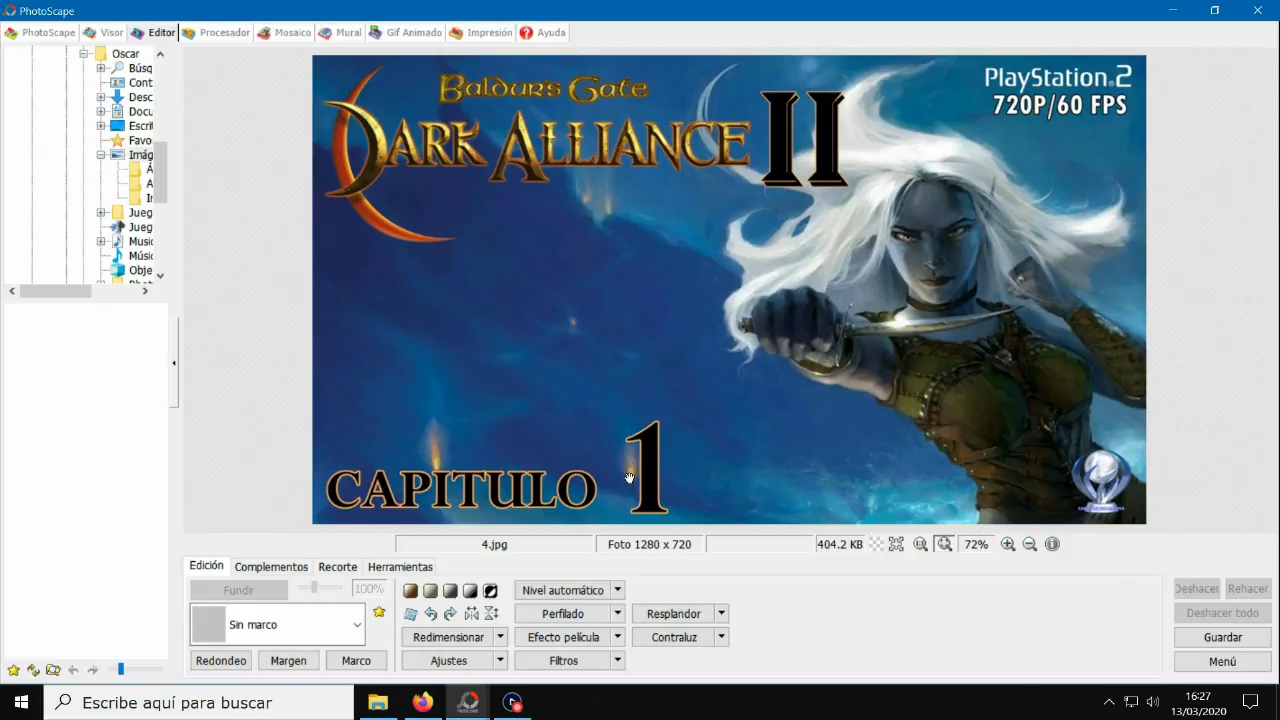 PhotoScape
PhotoScape
Visor
Editor
Procesador
Mosaico
Mural
Gif Animado
Impresión
Ayuda
Oscar
Búsq
Cont
Desc
Docu
Escri
Favo
Imág
Jueg
Jueg
Musi
Músic
Obje
Baldur's Gate
DARK ALLIANCE II
PlayStation.2
720P/60 FPS
CAPITULO 1
4.jpg
Foto 1280 x 720
404.2 KB
72%
Edición
Complementos
Recorte
Herramientas
Fundir
100%
Nivel automático
Sin marco
Perfilado
Resplandor
Redimensionar
Efecto película
Contraluz
Redondeo
Margen
Marco
Ajustes
Filtros
Deshacer
Rehacer
Deshacer todo
Guardar
Menú
Escribe aquí para buscar
16:27
13/03/2020